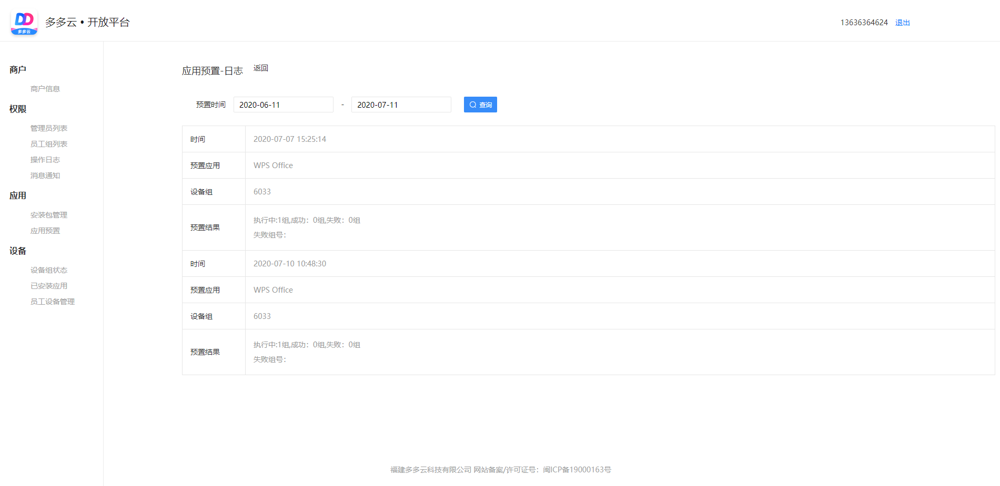 DD
多多云
多多云 • 开放平台
13636364624 退出
商户
商户信息
权限
管理员列表
员工组列表
操作日志
消息通知
应用
安装包管理
应用预置
设备
设备组状态
已安装应用
员工设备管理
应用预置-日志 返回
预置时间 2020-06-11 - 2020-07-11 查询
时间 2020-07-07 15:25:14
预置应用 WPS Office
设备组 6033
预置结果 执行中:1组,成功：0组,失败：0组
失败组号：
时间 2020-07-10 10:48:30
预置应用 WPS Office
设备组 6033
预置结果 执行中:1组,成功：0组,失败：0组
失败组号：
福建多多云科技有限公司 网站备案/许可证号：闽ICP备19000163号